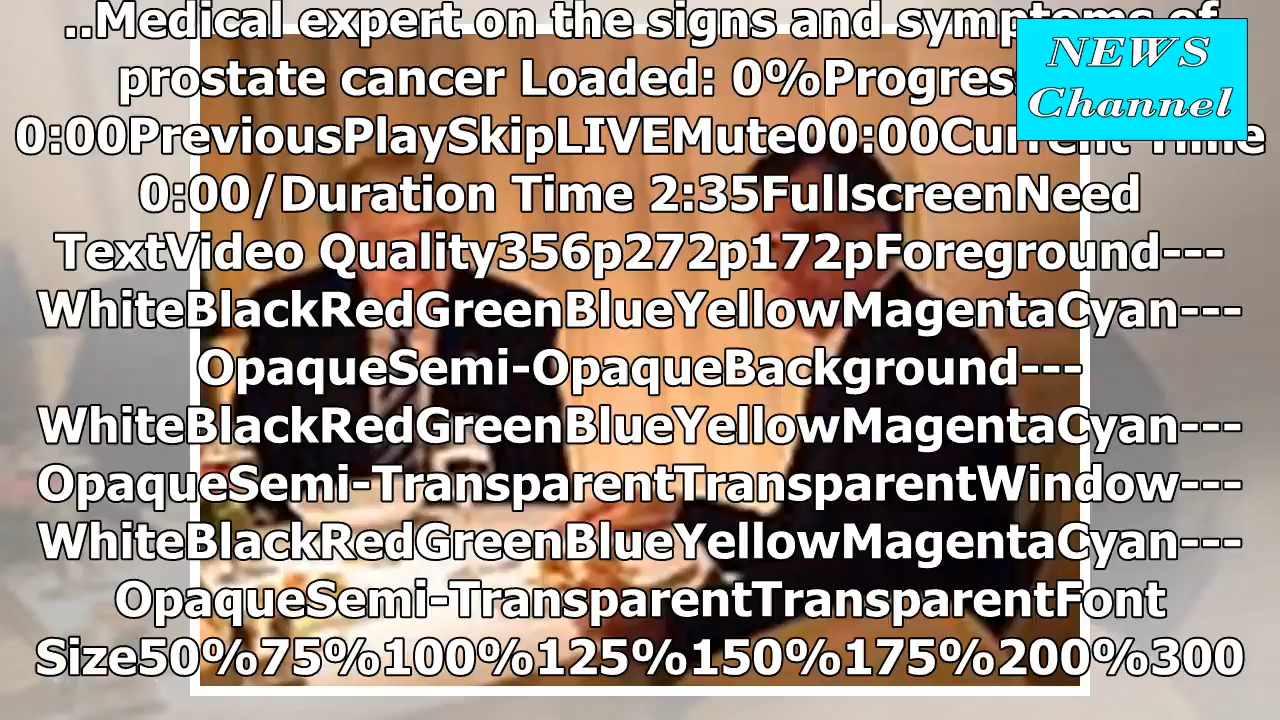 ..Medical expert on the signs and symptoms of
prostate cancer Loaded: 0%Progress
0:00PreviousPlaySkipLIVEMute00:00Current Time
0:00/Duration Time 2:35FullscreenNeed
TextVideo Quality356p272p172pForeground---
WhiteBlackRedGreenBlueYellowMagentaCyan---
OpaqueSemi-OpaqueBackground---
WhiteBlackRedGreenBlueYellowMagentaCyan---
OpaqueSemi-TransparentTransparentWindow---
WhiteBlackRedGreenBlueYellowMagentaCyan---
OpaqueSemi-TransparentTransparentFont
Size50%75%100%125%150%175%200%300
NEWS
Channel